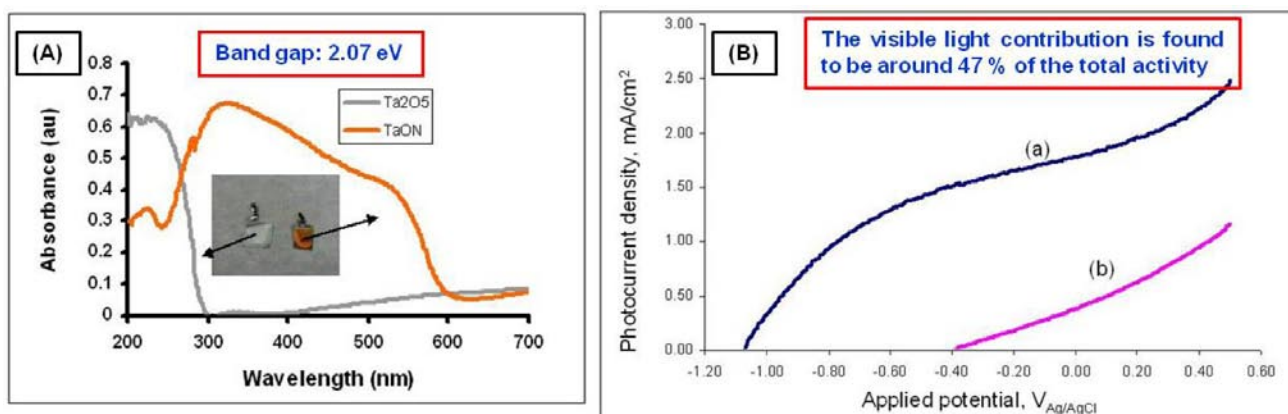 (A)
Band gap: 2.07 eV
Ta2O5
TaON
Absorbance (au)
0.8
0.7
0.6
0.5
0.4
0.3
0.2
0.1
0
200 300 400 500 600 700
Wavelength (nm)
(B)
The visible light contribution is found
to be around 47 % of the total activity
Photocurrent density, mA/cm²
3.00
2.50
2.00
1.50
1.00
0.50
0.00
(a)
(b)
-1.20 -1.00 -0.80 -0.60 -0.40 -0.20 0.00 0.20 0.40 0.60
Applied potential, V Ag/AgCl